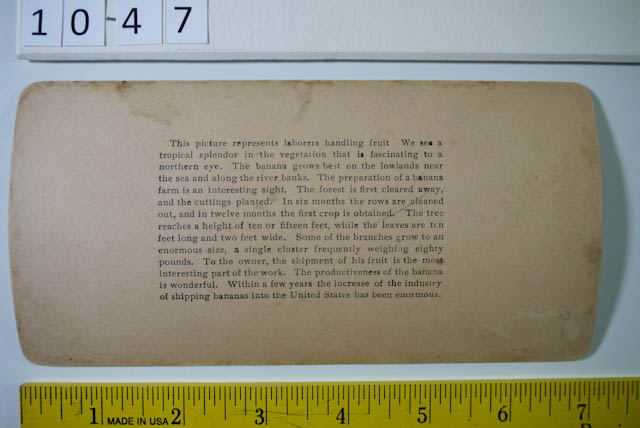 10-47
This picture represents laborers handling fruit We see a
tropical splendor in the vegetation that is fascinating to a
northern eye. The banana grows best on the lowlands near
the sea and along the river banks. The preparation of a banana
farm is an interesting sight. The forest is first cleared away,
and the cuttings planted. In six months the rows are cleaned
out, and in twelve months the first crop is obtained. The tree
reaches a height of ten or fifteen feet, while the leaves are ten
feet long and two feet wide. Some of the branches grow to an
enormous size, a single cluster frequently weighing eighty
pounds. To the owner, the shipment of his fruit is the most
interesting part of the work. The productiveness of the banana
is wonderful. Within a few years the increase of the industry
of shipping bananas into the United States has been enormous.
1 MADE IN USA 2 3 4 5 6 7